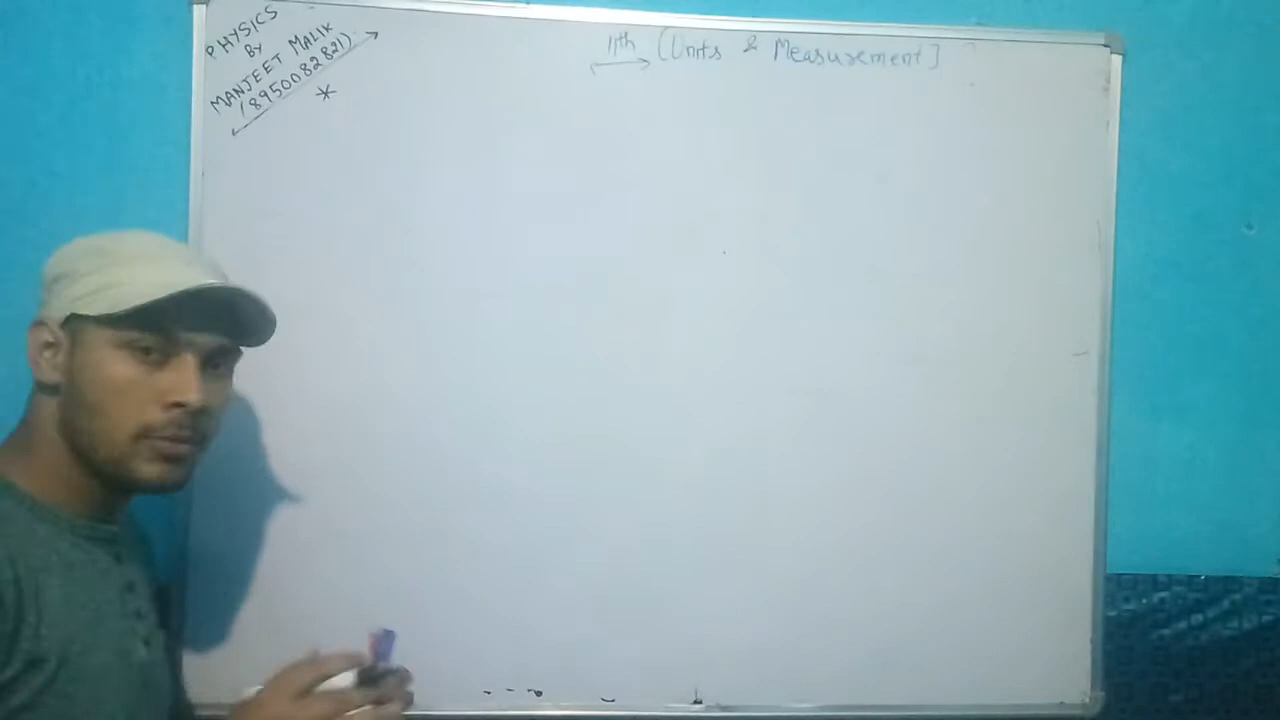 PHYSICS
By
MANJEET MALIK
(8950082821)
11th (Units & Measurement]